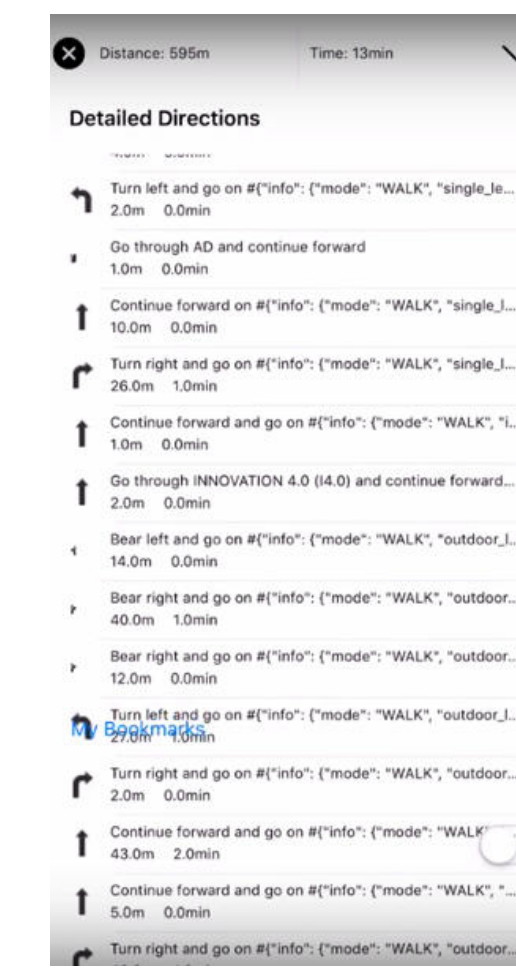 Distance: 595m
Time: 13min
Detailed Directions
Turn left and go on #{"info": {"mode": "WALK", "single_le...
2.0m 0.0min
Go through AD and continue forward
1.0m 0.0min
Continue forward on #{"info": {"mode": "WALK", "single_l...
10.0m 0.0min
Turn right and go on #{"info": {"mode": "WALK", "single_l...
26.0m 1.0min
Continue forward and go on #{"info": {"mode": "WALK", "i...
1.0m 0.0min
Go through INNOVATION 4.0 (I4.0) and continue forward...
2.0m 0.0min
Bear left and go on #{"info": {"mode": "WALK", "outdoor_l...
14.0m 0.0min
Bear right and go on #{"info": {"mode": "WALK", "outdoor...
40.0m 1.0min
Bear right and go on #{"info": {"mode": "WALK", "outdoor...
12.0m 0.0min
Turn left and go on #{"info": {"mode": "WALK", "outdoor_l...
My Bookmarks
27.0m 1.0min
Turn right and go on #{"info": {"mode": "WALK", "outdoor...
2.0m 0.0min
Continue forward and go on #{"info": {"mode": "WALK"
43.0m 2.0min
Continue forward and go on #{"info": {"mode": "WALK", "...
5.0m 0.0min
Turn right and go on #{"info": {"mode": "WALK", "outdoor...